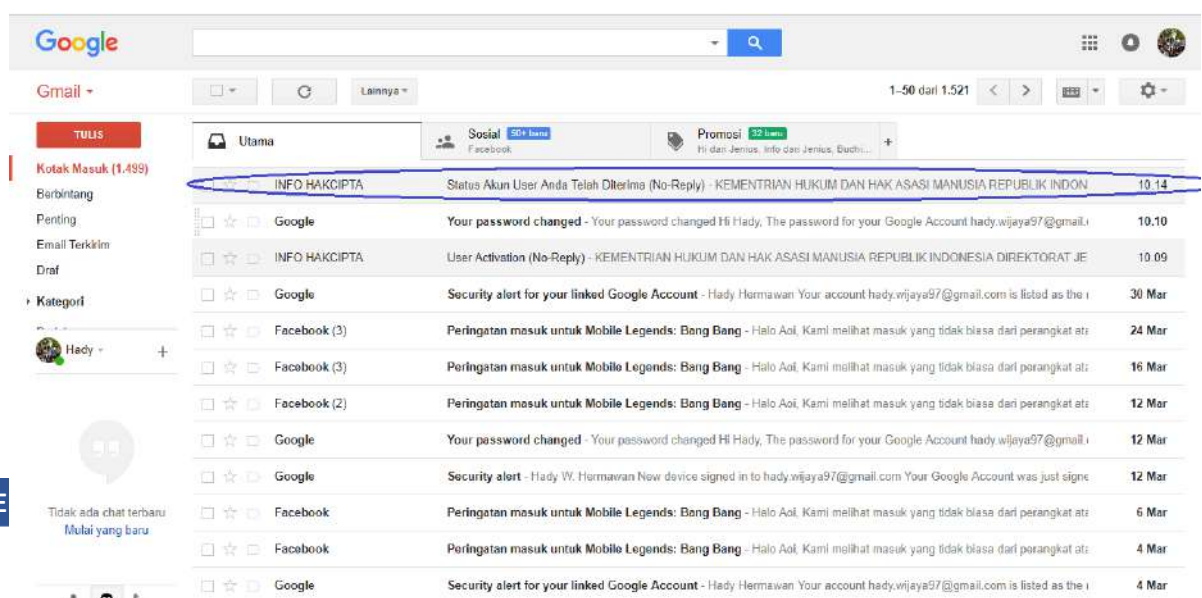 Google
Gmail
Lainnya
1–50 dari 1.521
TULIS
Utama
Sosial 50+ baru
Facebook
Promosi 32 baru
Hi dari Jenius, Info dari Jenius, Budhi...
+
Kotak Masuk (1.499)
Berbintang
Penting
Email Terkirim
Draf
Kategori
Hady
+
Tidak ada chat terbaru
Mulai yang baru
E
INFO HAKCIPTA Status Akun User Anda Telah Diterima (No-Reply) - KEMENTRIAN HUKUM DAN HAK ASASI MANUSIA REPUBLIK INDON 10.14
Google Your password changed - Your password changed Hi Hady, The password for your Google Account hady.wijaya97@gmail. 10.10
INFO HAKCIPTA User Activation (No-Reply) - KEMENTRIAN HUKUM DAN HAK ASASI MANUSIA REPUBLIK INDONESIA DIREKTORAT JE 10.09
Google Security alert for your linked Google Account - Hady Hermawan Your account hady.wijaya97@gmail.com is listed as the 30 Mar
Facebook (3) Peringatan masuk untuk Mobile Legends: Bang Bang - Halo Aoi, Kami melihat masuk yang tidak biasa dari perangkat ata 24 Mar
Facebook (3) Peringatan masuk untuk Mobile Legends: Bang Bang - Halo Aoi, Kami melihat masuk yang tidak biasa dari perangkat ata 16 Mar
Facebook (2) Peringatan masuk untuk Mobile Legends: Bang Bang - Halo Aoi, Kami melihat masuk yang tidak biasa dari perangkat ata 12 Mar
Google Your password changed - Your password changed Hi Hady, The password for your Google Account hady.wijaya97@gmail. 12 Mar
Google Security alert - Hady W. Hermawan New device signed in to hady.wijaya97@gmail.com Your Google Account was just signe 12 Mar
Facebook Peringatan masuk untuk Mobile Legends: Bang Bang - Halo Aoi, Kami melihat masuk yang tidak biasa dari perangkat ata 6 Mar
Facebook Peringatan masuk untuk Mobile Legends: Bang Bang - Halo Aoi, Kami melihat masuk yang tidak biasa dari perangkat ata 4 Mar
Google Security alert for your linked Google Account - Hady Hermawan Your account hady.wijaya97@gmail.com is listed as the 4 Mar